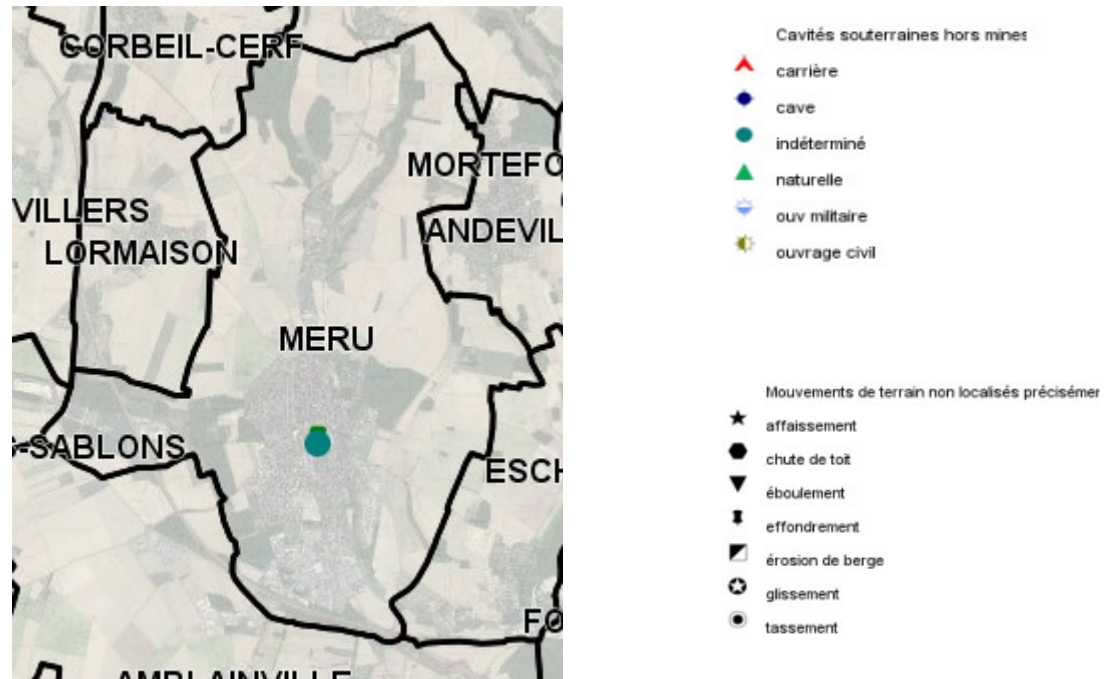 CORBEIL-CERF
MORTEFO
VILLERS
ANDEVIL
LORMAISON
MERU
-SABLONS
ESCH
FO
AMBLAINVILLE
Cavités souterraines hors mines
carrière
cave
indéterminé
naturelle
ouv militaire
ouvrage civil
Mouvements de terrain non localisés précisémer
affaissement
chute de toit
éboulement
effondrement
érosion de berge
glissement
tassement